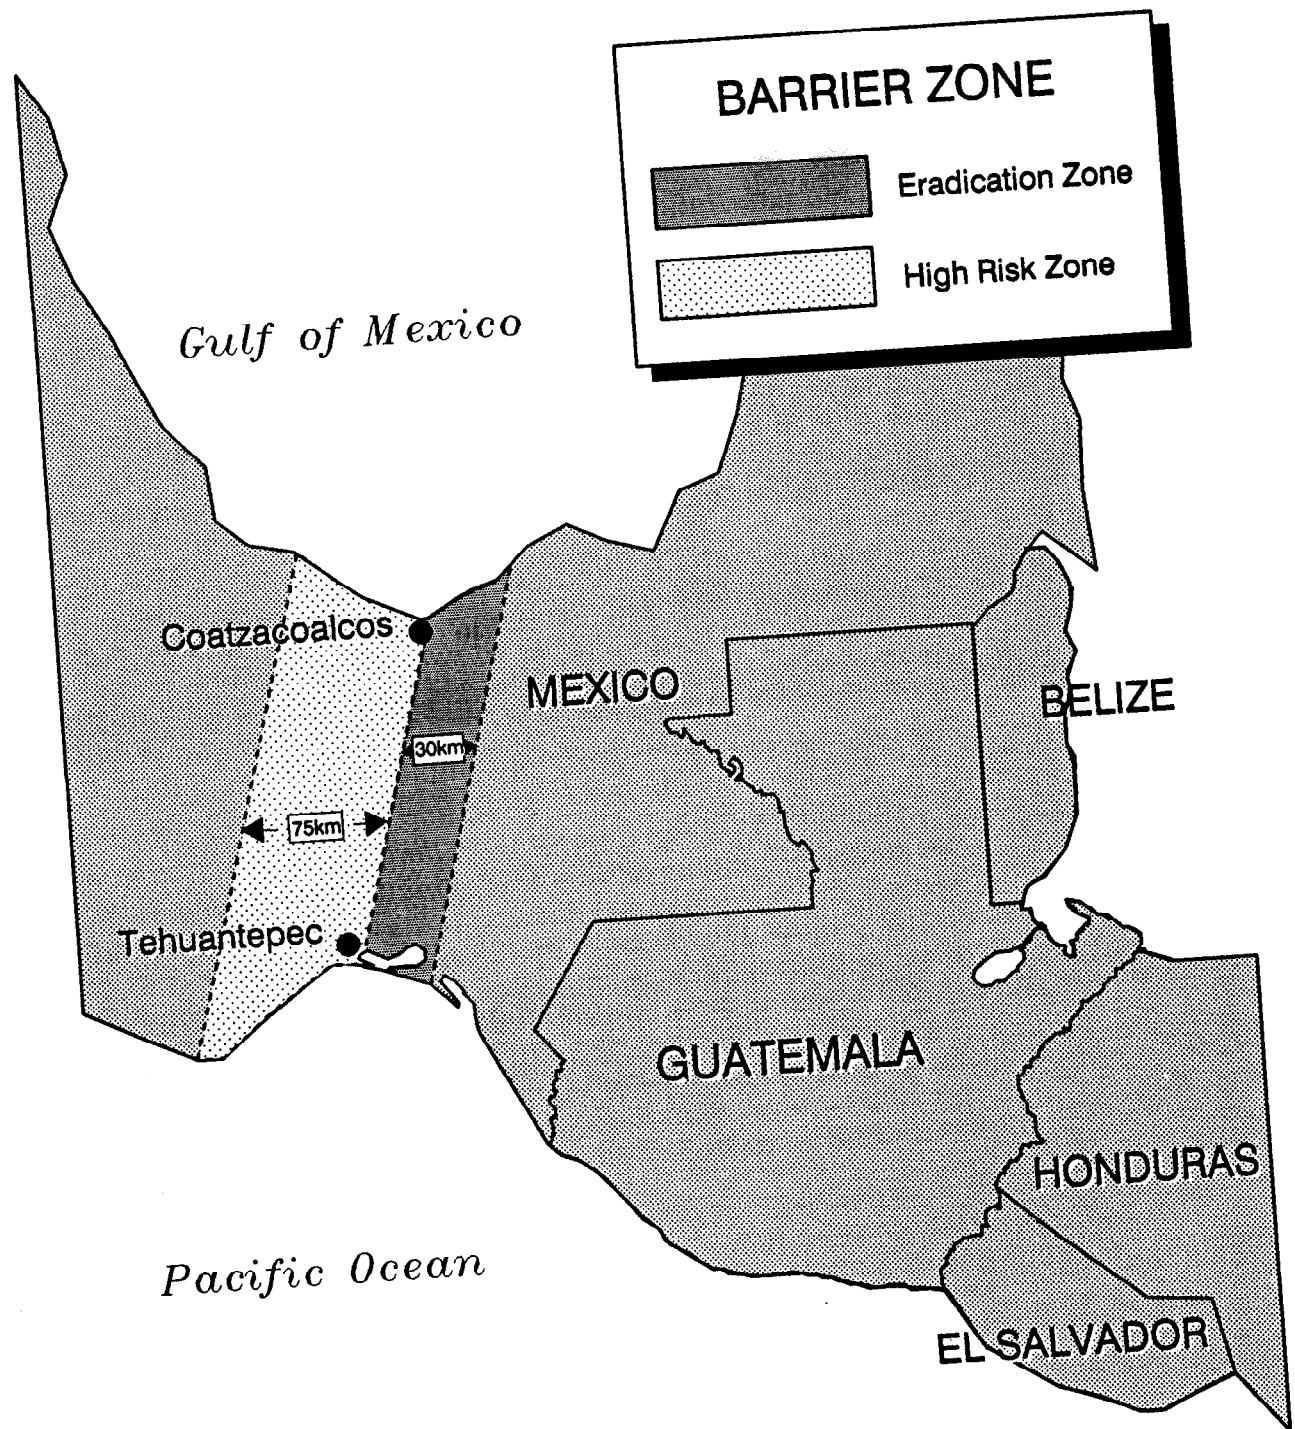 BARRIER ZONE
Eradication Zone
High Risk Zone
Gulf of Mexico
Coatzacoalcos
MEXICO
BELIZE
30km
75km
Tehuantepec
GUATEMALA
HONDURAS
Pacific Ocean
EL SALVADOR